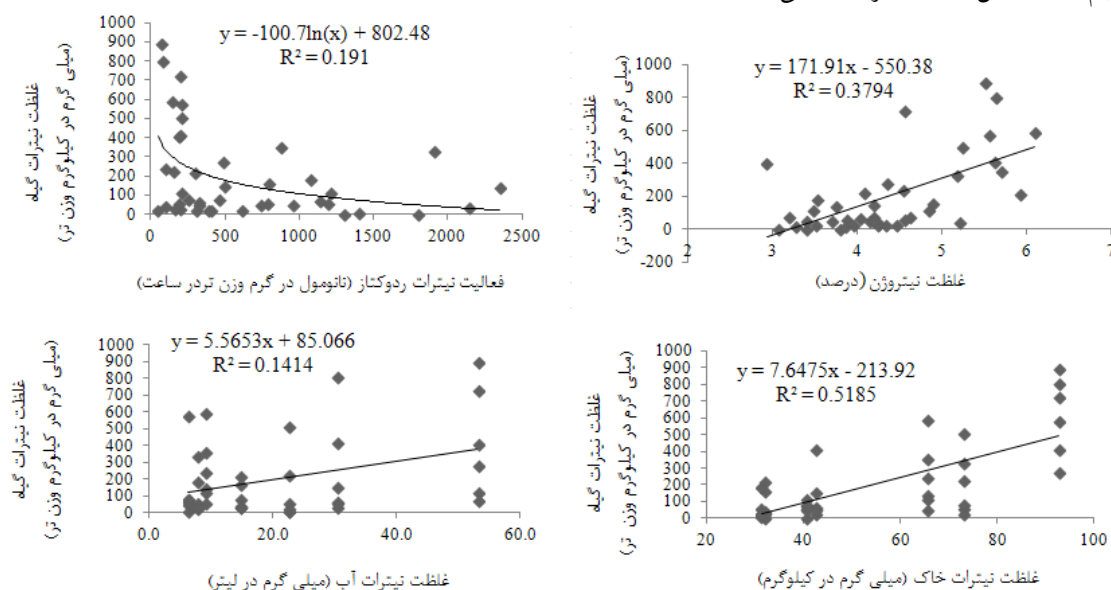 y = -100.7ln(x) + 802.48
R² = 0.191
1000
900
800
700
600
500
400
300
200
100
0
0 500 1000 1500 2000 2500
غلظت نیترات گیاه
(میلی گرم در کیلوگرم وزن تر)
فعالیت نیترات ردوکتاز (نانومول در گرم وزن تردر ساعت)
y = 171.91x - 550.38
R² = 0.3794
1000
800
600
400
200
0
-200
2 3 4 5 6 7
غلظت نیترات گیاه
(میلی گرم در کیلوگرم وزن تر)
غلظت نیتروژن (درصد)
y = 5.5653x + 85.066
R² = 0.1414
1000
900
800
700
600
500
400
300
200
100
0
0.0 20.0 40.0 60.0
غلظت نیترات گیاه
(میلی گرم در کیلوگرم وزن تر)
غلظت نیترات آب (میلی گرم در لیتر)
y = 7.6475x - 213.92
R² = 0.5185
1000
900
800
700
600
500
400
300
200
100
0
20 40 60 80 100
غلظت نیترات گیاه
(میلی گرم در کیلوگرم وزن تر)
غلظت نیترات خاک (میلی گرم در کیلوگرم)